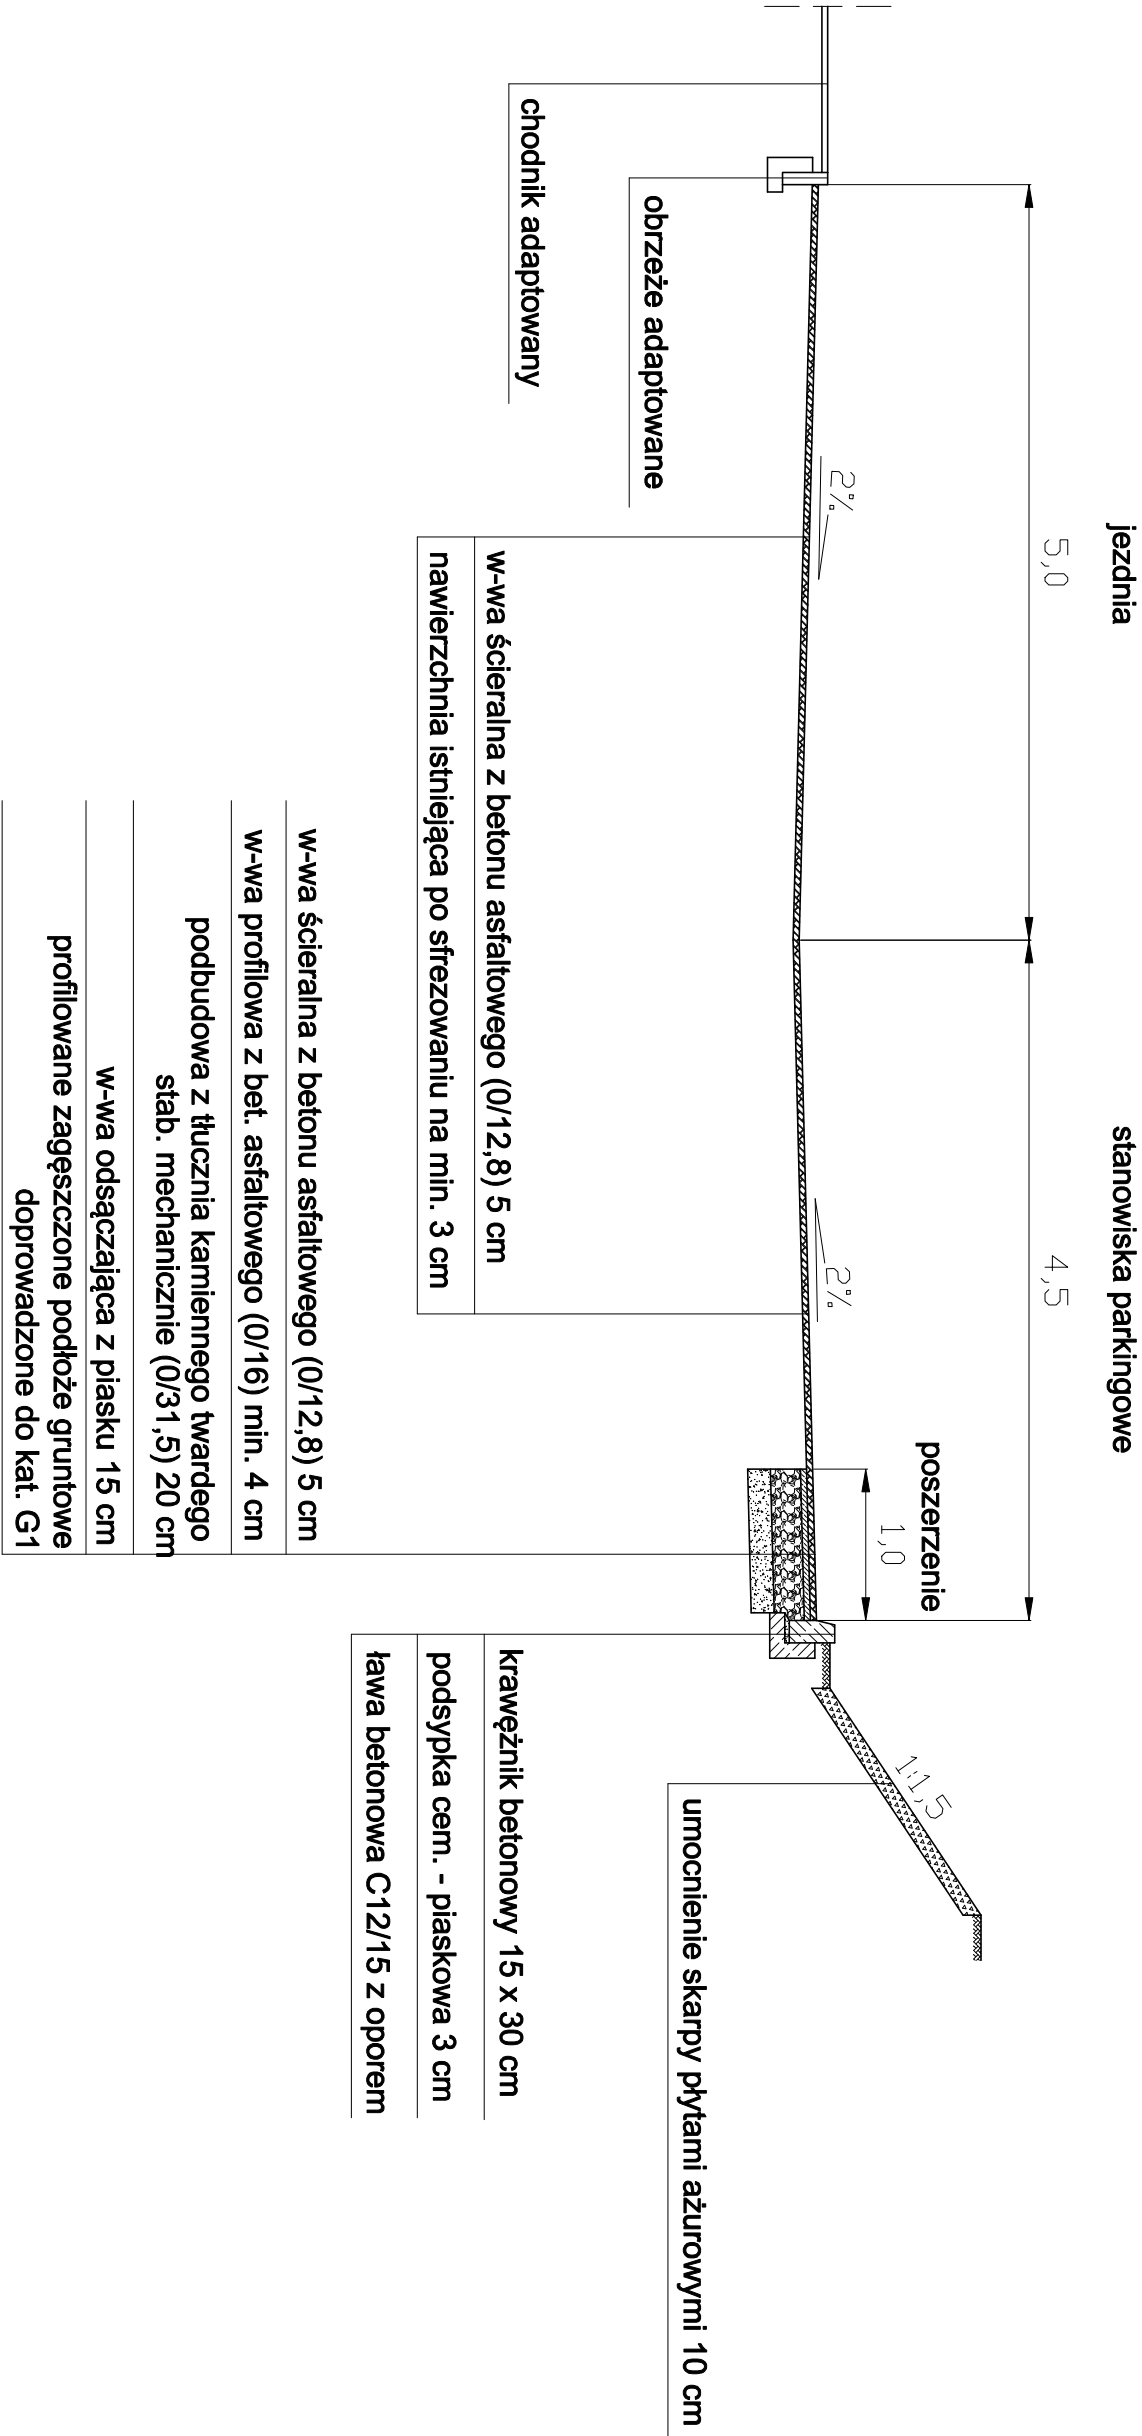 jezdnia
stanowiska parkingowe
5,0
4,5
poszerzenie
1,0
2%
2%
1:1,5
obrzeże adaptowane
chodnik adaptowany
umocnienie skarpy płytami ażurowymi 10 cm
w-wa ścieralna z betonu asfaltowego (0/12,8) 5 cm
nawierzchnia istniejąca po sfrezowaniu na min. 3 cm
krawężnik betonowy 15 x 30 cm
podsypka cem. - piaskowa 3 cm
ława betonowa C12/15 z oporem
w-wa ścieralna z betonu asfaltowego (0/12,8) 5 cm
w-wa profilowa z bet. asfaltowego (0/16) min. 4 cm
podbudowa z tłucznia kamiennego twardego
stab. mechanicznie (0/31,5) 20 cm
w-wa odsączająca z piasku 15 cm
profilowane zagęszczone podłoże gruntowe
doprowadzone do kat. G1